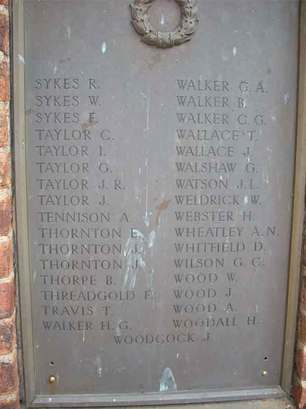 SYKES R.
SYKES W.
SYKES F.
TAYLOR C.
TAYLOR I.
TAYLOR G.
TAYLOR J. R.
TAYLOR J.
TENNISON A.
THORNTON E.
THORNTON J.
THORNTON J.
THORPE B.
THREADGOLD E.
TRAVIS T.
WALKER H. G.
WALKER G. A.
WALKER B.
WALKER C. G.
WALLACE T.
WALLACE J.
WALSHAW G.
WATSON J. L.
WELDRICK W.
WEBSTER H.
WHEATLEY A. N.
WHITFIELD D.
WILSON G. C.
WOOD W.
WOOD J.
WOOD A.
WOODALL H.
WOODCOCK J.